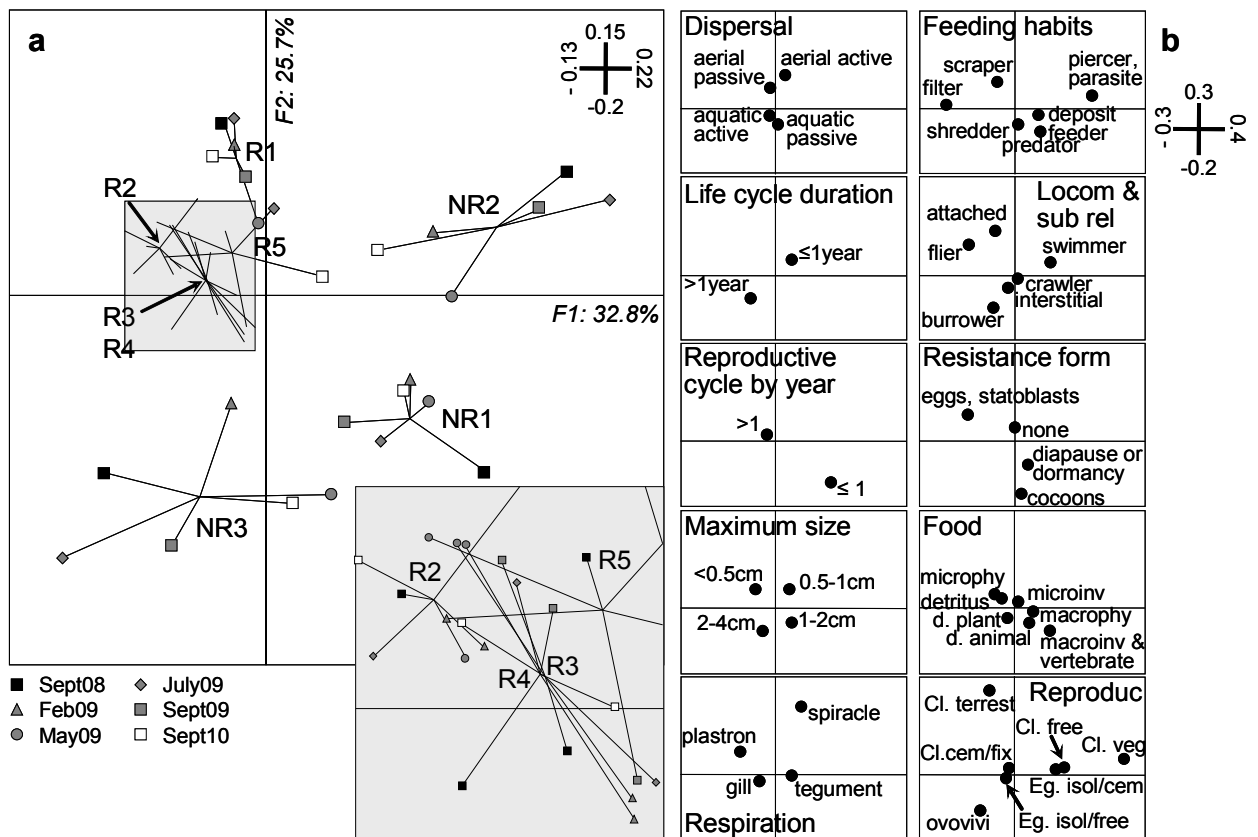 a
F2: 25.7%
0.15
- 0.13
0.22
-0.2
R1
R2
NR2
R5
R3
R4
F1: 32.8%
NR1
NR3
R2
R5
R4
R3
Sept08
July09
Feb09
Sept09
May09
Sept10
b
Dispersal
aerial
passive
aerial active
aquatic
active
aquatic
passive
Feeding habits
scraper
piercer,
parasite
filter
deposit
feeder
shredder
predator
0.3
- 0.3
0.4
-0.2
Life cycle duration
≤1year
>1year
Locom &
sub rel
attached
flier
swimmer
crawler
interstitial
burrower
Reproductive
cycle by year
>1
≤ 1
Resistance form
eggs, statoblasts
none
diapause or
dormancy
cocoons
Maximum size
<0.5cm
0.5-1cm
2-4cm
1-2cm
Food
microphy
detritus
microinv
d. plant
macrophy
d. animal
macroinv &
vertebrate
spiracle
plastron
gill
tegument
Respiration
Reproduc
Cl. terrest
Cl. free
Cl. veg
Cl.cem/fix
Eg. isol/cem
ovovivi
Eg. isol/free